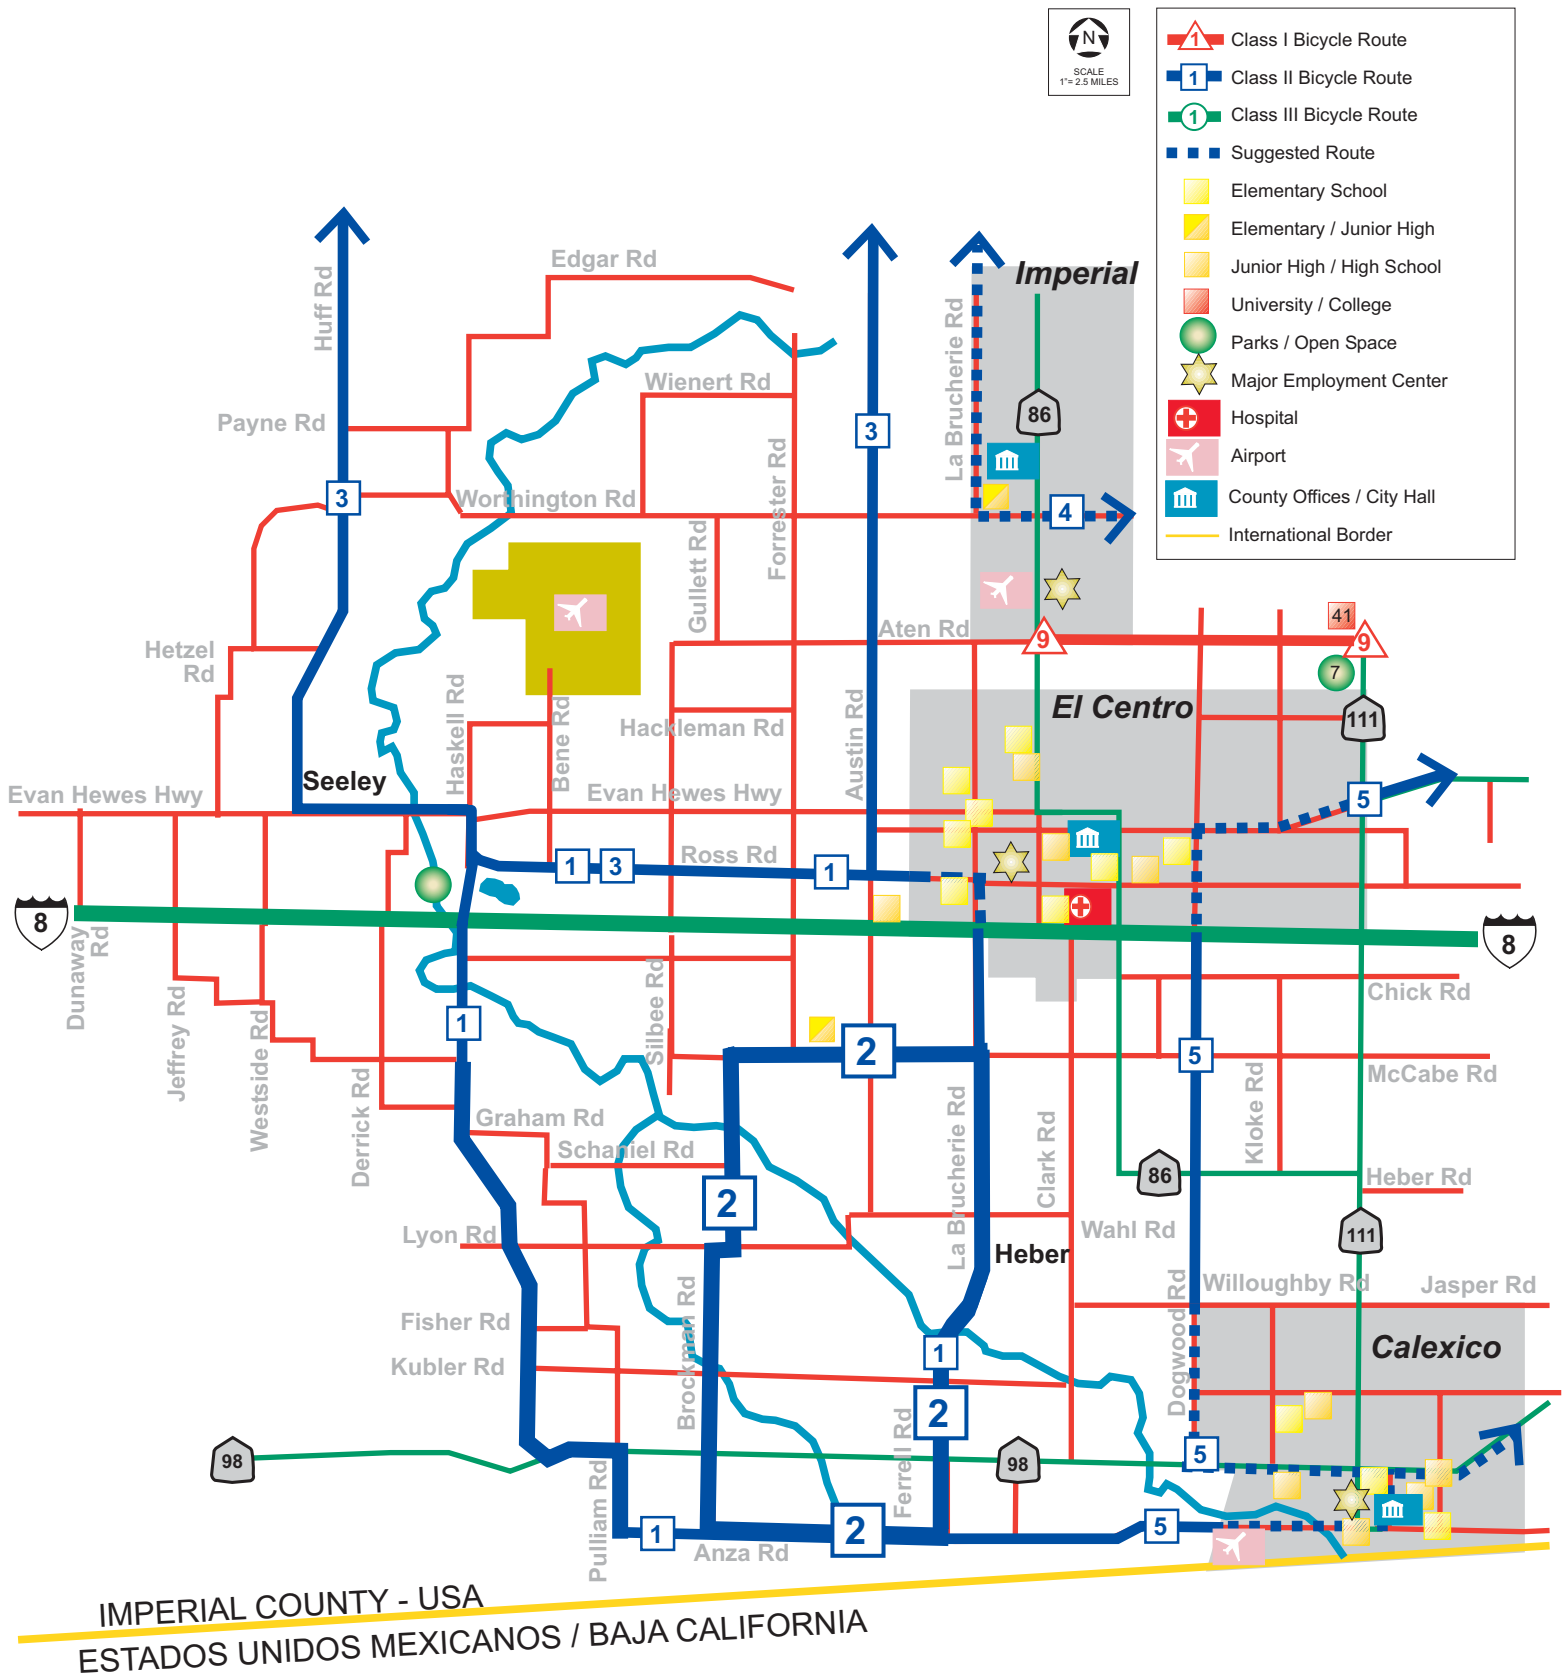 N
SCALE
1"= 2.5 MILES
1 Class I Bicycle Route
1 Class II Bicycle Route
1 Class III Bicycle Route
Suggested Route
Elementary School
Elementary / Junior High
Junior High / High School
University / College
Parks / Open Space
Major Employment Center
Hospital
Airport
County Offices / City Hall
International Border
Edgar Rd
Imperial
Huff Rd
La Brucherie Rd
Wienert Rd
Payne Rd
86
3
Forrester Rd
3
Worthington Rd
4
Gullett Rd
Aten Rd
9
41
9
7
Hetzel
Rd
Haskell Rd
Bene Rd
Hackleman Rd
Austin Rd
El Centro
111
Seeley
Evan Hewes Hwy
Evan Hewes Hwy
5
Ross Rd
1
3
1
8
8
Dunaway
Rd
Jeffrey Rd
Westside Rd
Derrick Rd
1
Silbee Rd
2
5
Chick Rd
McCabe Rd
Graham Rd
Schaniel Rd
La Brucherie Rd
Clark Rd
Kloke Rd
86
Heber Rd
2
Lyon Rd
Wahl Rd
111
Heber
Dogwood Rd
Willoughby Rd
Jasper Rd
Brockman Rd
Fisher Rd
Kubler Rd
1
Calexico
2
Ferrell Rd
98
98
5
Pulliam Rd
1
Anza Rd
2
5
IMPERIAL COUNTY - USA
ESTADOS UNIDOS MEXICANOS / BAJA CALIFORNIA